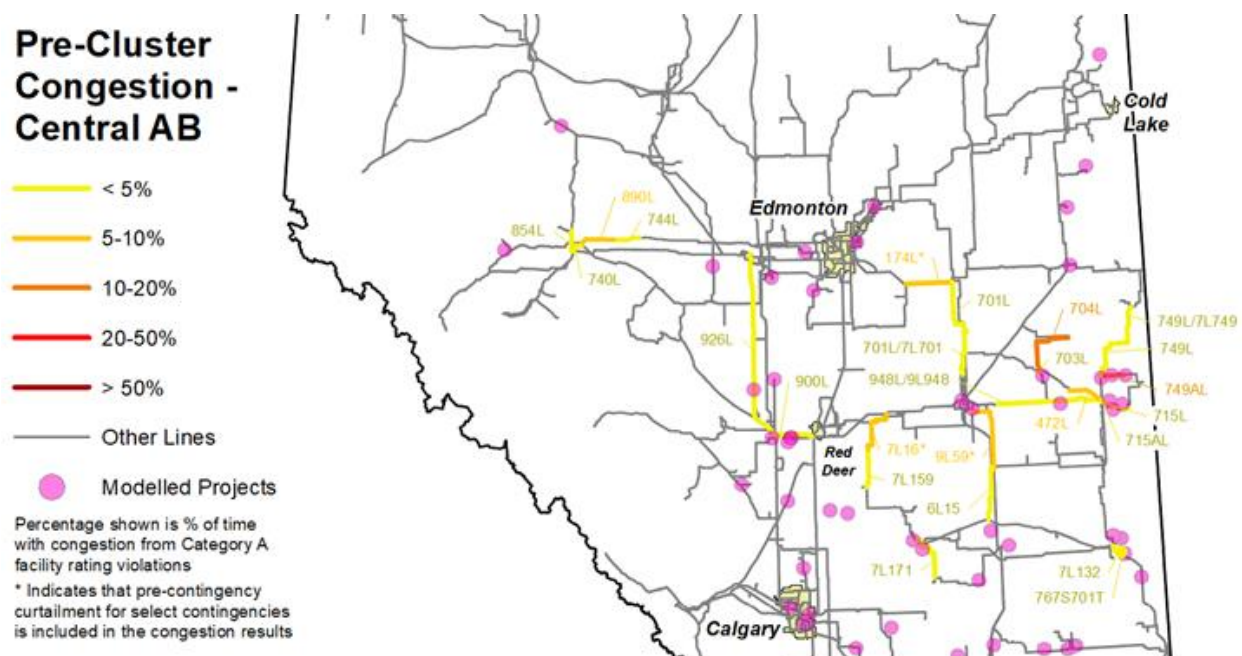 Pre-Cluster
Congestion -
Central AB
< 5%
5-10%
10-20%
20-50%
> 50%
Other Lines
Modelled Projects
Percentage shown is % of time
with congestion from Category A
facility rating violations
* Indicates that pre-contingency
curtailment for select contingencies
is included in the congestion results
Cold
Lake
Edmonton
890L
744L
854L
740L
174L*
701L
704L
749L/7L749
926L
701L/7L701
703L
749L
948L/9L948
900L
749AL
472L
715L
715AL
Red
Deer
7L16*
9L59*
7L159
6L15
7L171
7L132
767S701T
Calgary